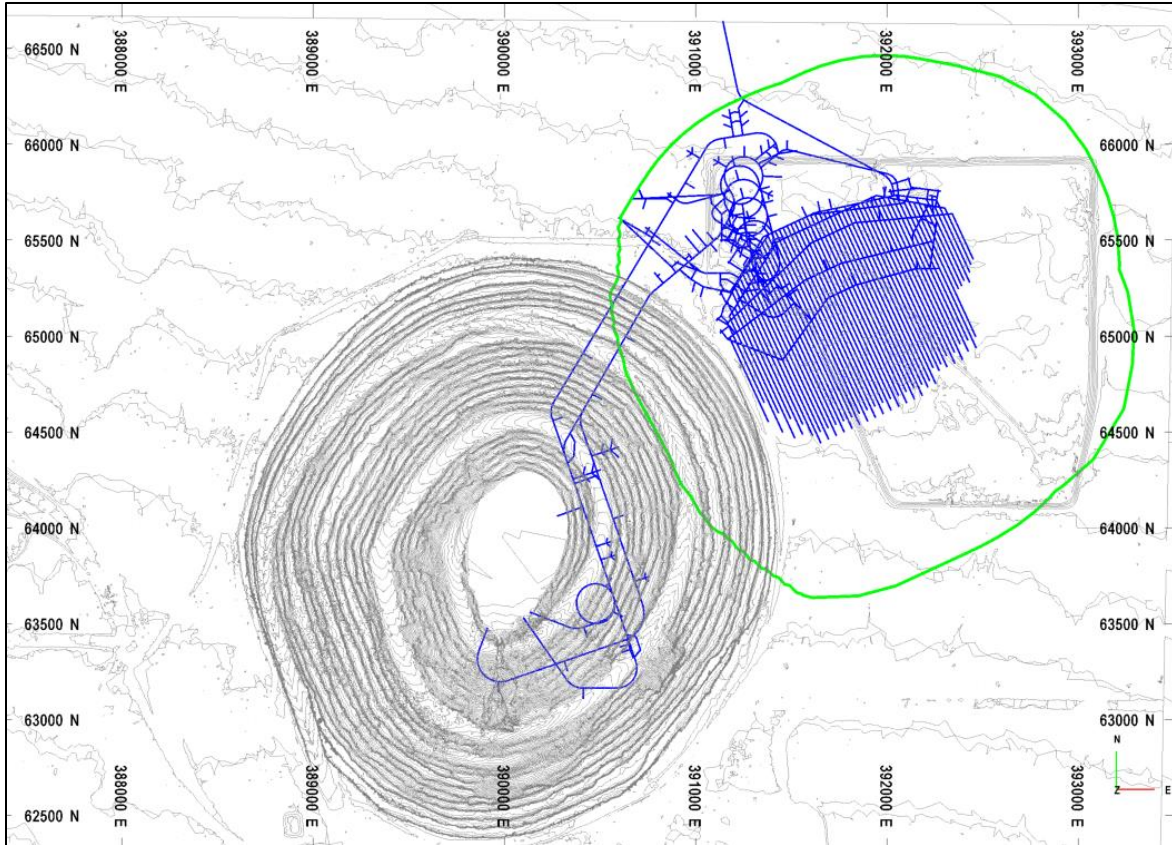 388000 E
389000 E
390000 E
391000 E
392000 E
393000 E
66500 N
66000 N
66000 N
65500 N
65500 N
65000 N
65000 N
64500 N
64500 N
64000 N
64000 N
63500 N
63500 N
63000 N
63000 N
62500 N
N
Z
E
388000 E
389000 E
390000 E
391000 E
392000 E
393000 E